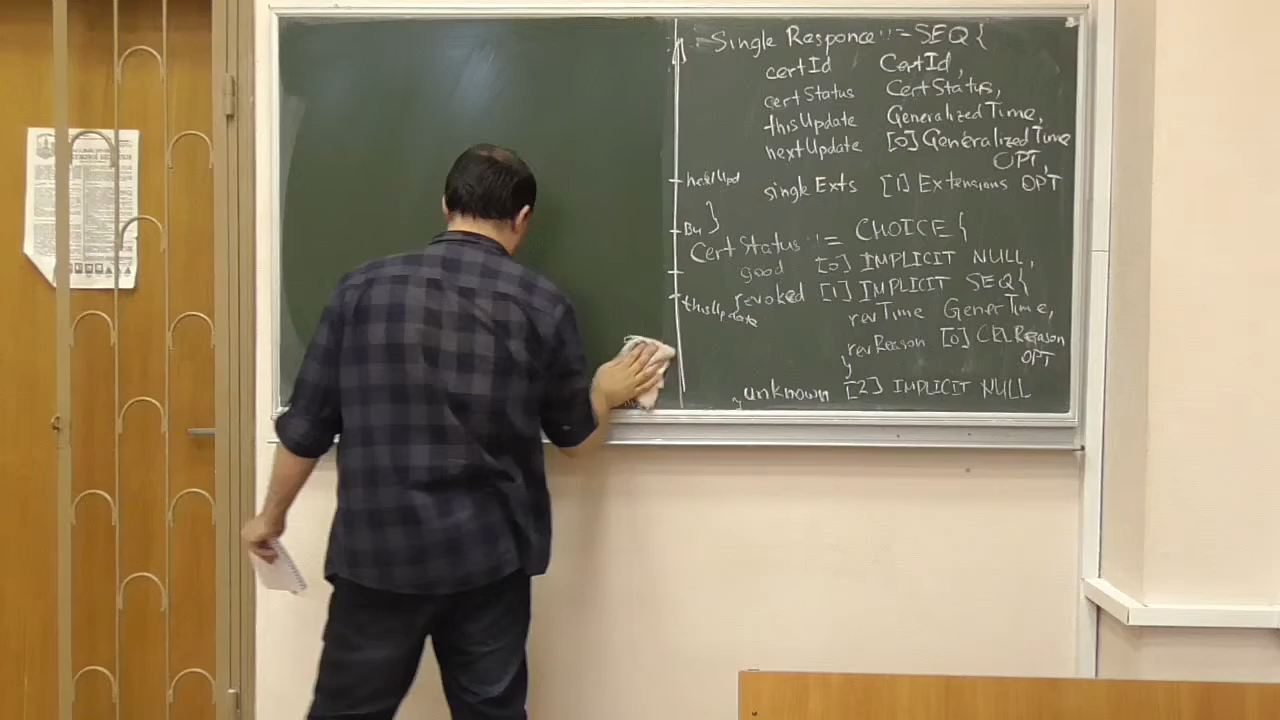 Single Responce ::= SEQ{
certId CertId,
certStatus CertStatus,
thisUpdate GeneralizedTime,
nextUpdate [0] GeneralizedTime
OPT,
nextUpd
singleExts [1] Extensions OPT
CertStatus ::= CHOICE{
good [0] IMPLICIT NULL,
revoked [1] IMPLICIT SEQ{
thisUpdate
revTime GenerTime,
revReason [0] CRLReason
OPT
}
unknown [2] IMPLICIT NULL
}